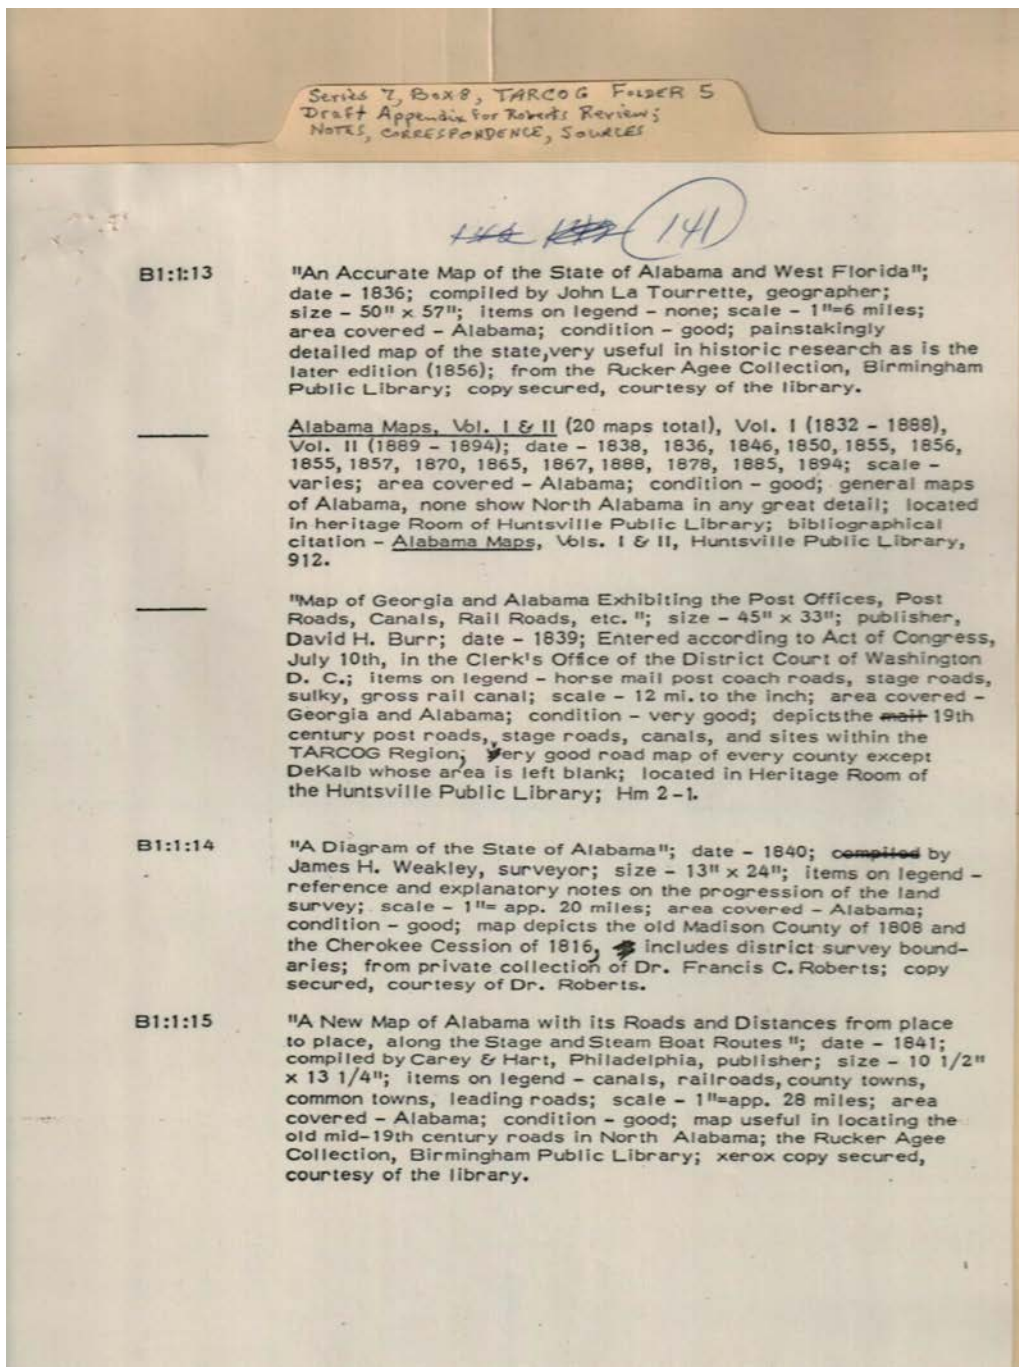 Series 7, Box 8, TARCOG FOLDER 5
Draft Appendix for Roberts Review;
NOTES, CORRESPONDENCE, SOURCES
141
B1:1:13 "An Accurate Map of the State of Alabama and West Florida";
date - 1836; compiled by John La Tourrette, geographer;
size - 50" x 57"; items on legend - none; scale - 1"=6 miles;
area covered - Alabama; condition - good; painstakingly
detailed map of the state,very useful in historic research as is the
later edition (1856); from the Rucker Agee Collection, Birmingham
Public Library; copy secured, courtesy of the library.
Alabama Maps, Vol. I & II (20 maps total), Vol. I (1832 - 1888),
Vol. II (1889 - 1894); date - 1838, 1836, 1846, 1850, 1855, 1856,
1855, 1857, 1870, 1865, 1867, 1888, 1878, 1885, 1894; scale -
varies; area covered - Alabama; condition - good; general maps
of Alabama, none show North Alabama in any great detail; located
in heritage Room of Huntsville Public Library; bibliographical
citation - Alabama Maps, Vols. I & II, Huntsville Public Library,
912.
"Map of Georgia and Alabama Exhibiting the Post Offices, Post
Roads, Canals, Rail Roads, etc. "; size - 45" x 33"; publisher,
David H. Burr; date - 1839; Entered according to Act of Congress,
July 10th, in the Clerk's Office of the District Court of Washington
D. C.; items on legend - horse mail post coach roads, stage roads,
sulky, gross rail canal; scale - 12 mi. to the inch; area covered -
Georgia and Alabama; condition - very good; depicts the mail 19th
century post roads, stage roads, canals, and sites within the
TARCOG Region; very good road map of every county except
DeKalb whose area is left blank; located in Heritage Room of
the Huntsville Public Library; Hm 2-1.
B1:1:14 "A Diagram of the State of Alabama"; date - 1840; compiled by
James H. Weakley, surveyor; size - 13" x 24"; items on legend -
reference and explanatory notes on the progression of the land
survey; scale - 1"= app. 20 miles; area covered - Alabama;
condition - good; map depicts the old Madison County of 1808 and
the Cherokee Cession of 1816, includes district survey bound-
aries; from private collection of Dr. Francis C. Roberts; copy
secured, courtesy of Dr. Roberts.
B1:1:15 "A New Map of Alabama with its Roads and Distances from place
to place, along the Stage and Steam Boat Routes "; date - 1841;
compiled by Carey & Hart, Philadelphia, publisher; size - 10 1/2"
x 13 1/4"; items on legend - canals, railroads, county towns,
common towns, leading roads; scale - 1"=app. 28 miles; area
covered - Alabama; condition - good; map useful in locating the
old mid-19th century roads in North Alabama; the Rucker Agee
Collection, Birmingham Public Library; xerox copy secured,
courtesy of the library.